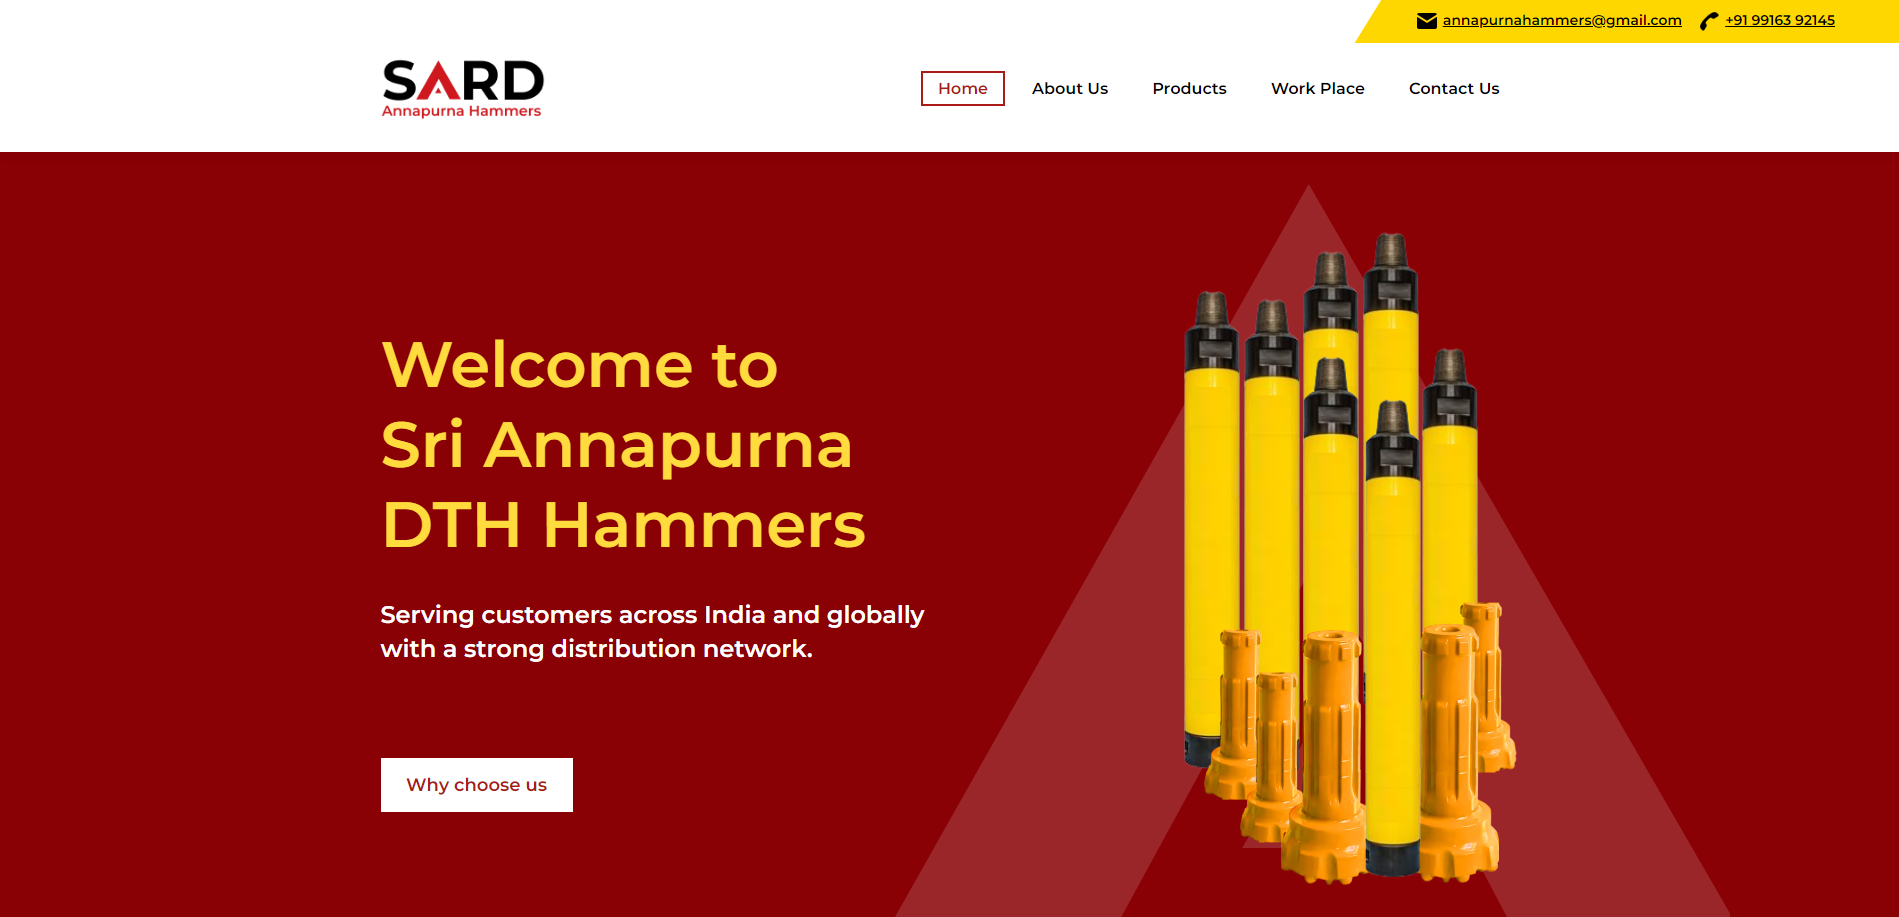 annapurnahammers@gmail.com +91 99163 92145
SARD
Annapurna Hammers
Home About Us Products Work Place Contact Us
Welcome to
Sri Annapurna
DTH Hammers
Serving customers across India and globally
with a strong distribution network.
Why choose us